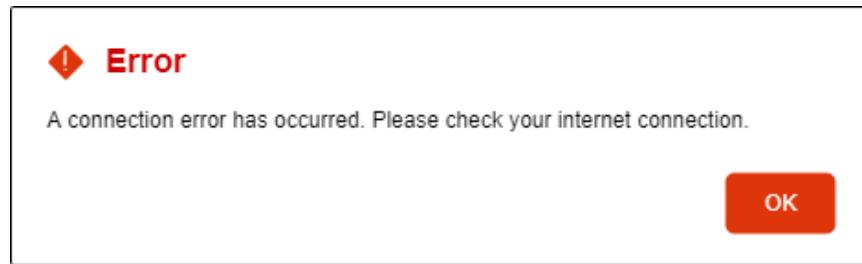 Error
A connection error has occurred. Please check your internet connection.
OK